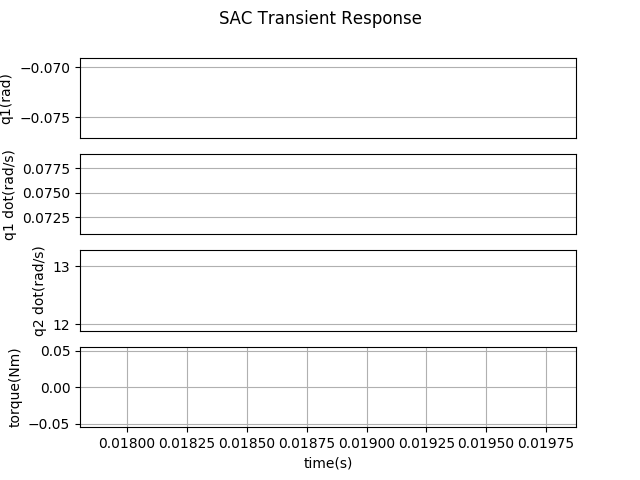 SAC Transient Response
−0.070
−0.075
q1(rad)
0.0775
0.0750
0.0725
q1 dot(rad/s)
13
12
q2 dot(rad/s)
0.05
0.00
−0.05
torque(Nm)
0.01800 0.01825 0.01850 0.01875 0.01900 0.01925 0.01950 0.01975
time(s)